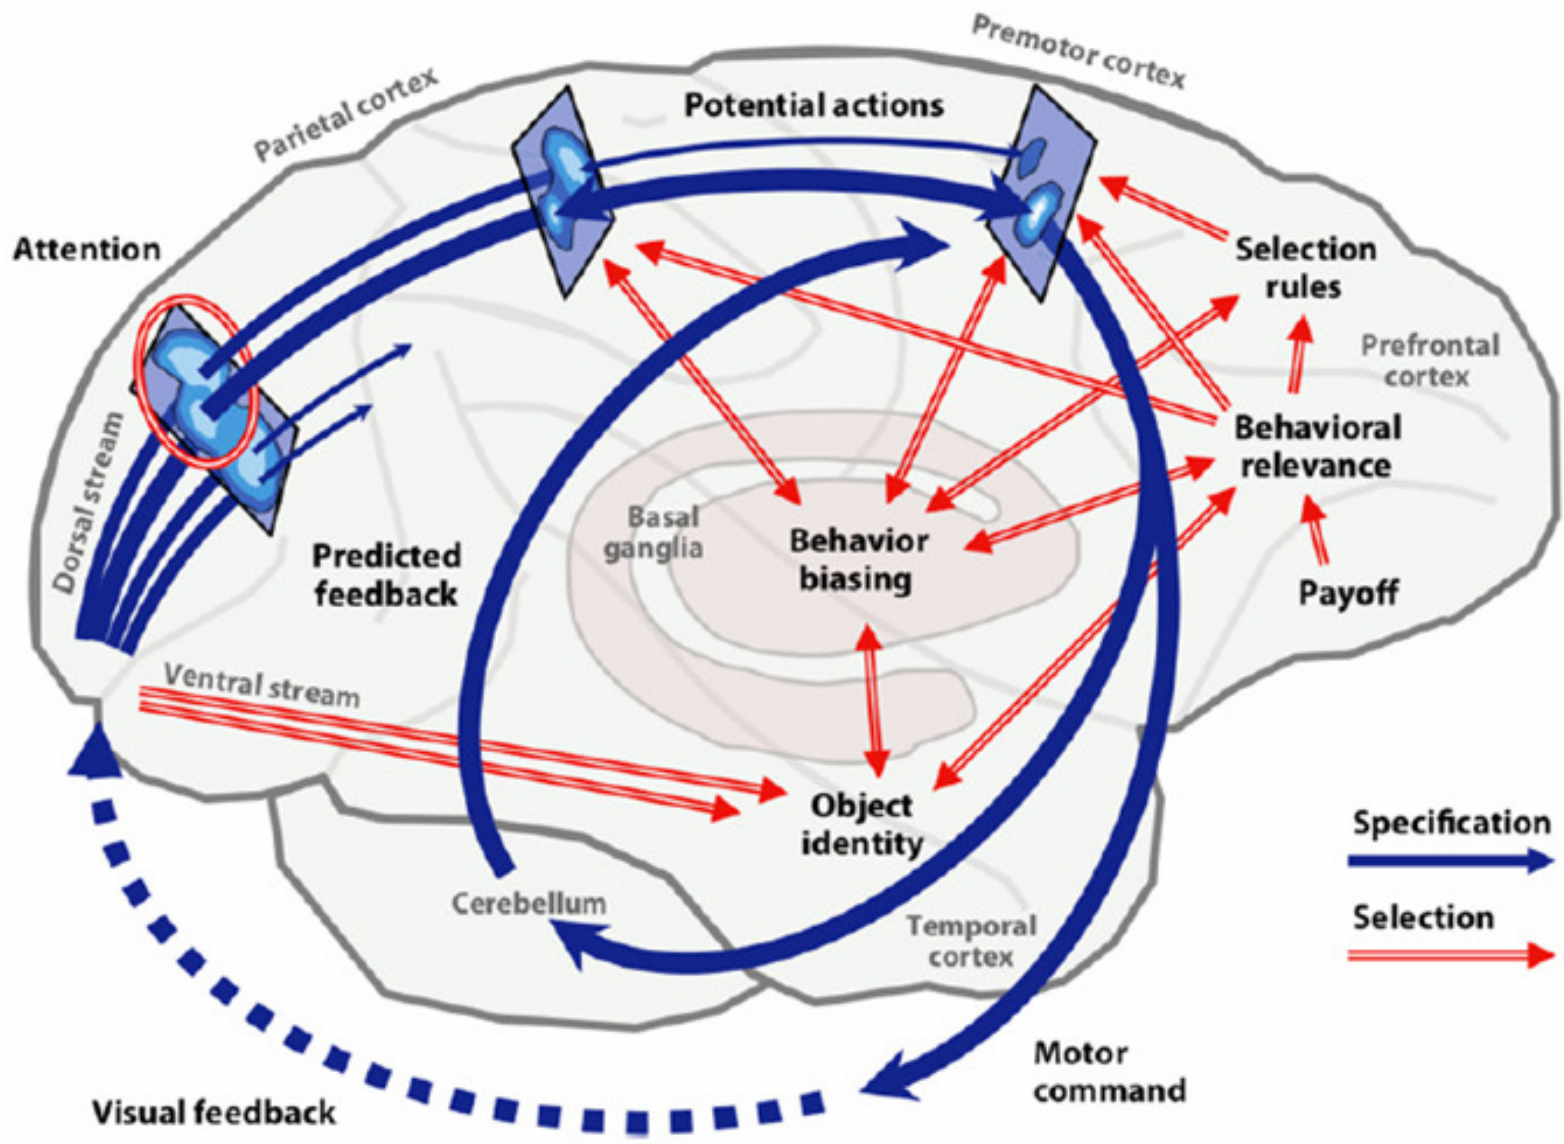 Premotor cortex
Parietal cortex
Potential actions
Attention
Selection
rules
Prefrontal
cortex
Dorsal stream
Behavioral
relevance
Basal
ganglia
Behavior
biasing
Predicted
feedback
Payoff
Ventral stream
Object
identity
Specification
Cerebellum
Selection
Temporal
cortex
Motor
command
Visual feedback